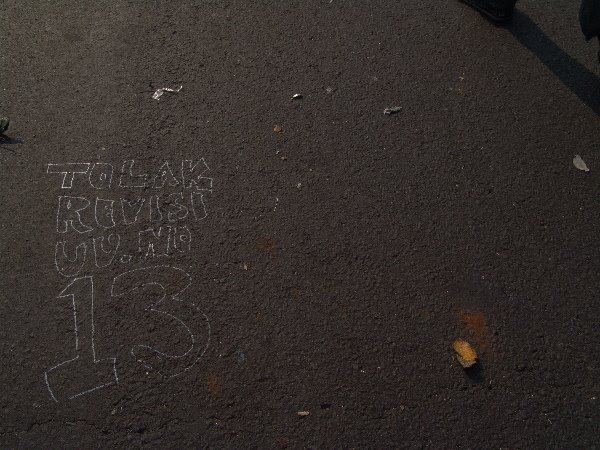 TOLAK
REVISI
UU.NO
13